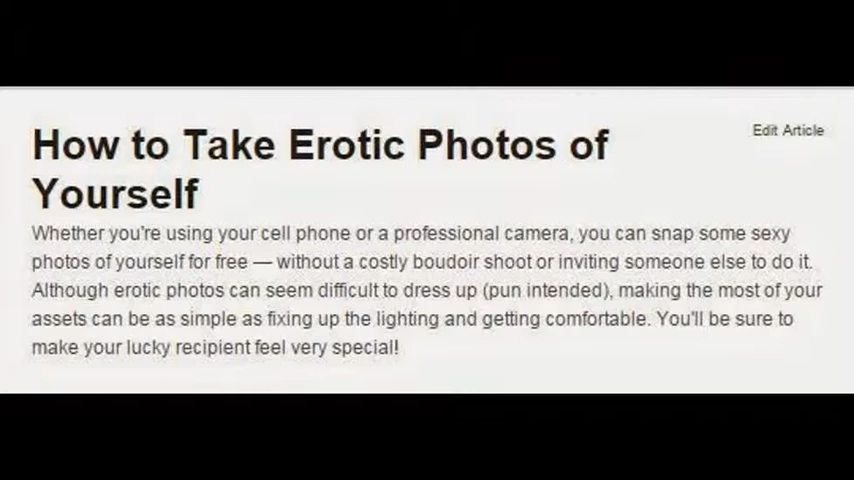 How to Take Erotic Photos of
Edit Article
Yourself
Whether you're using your cell phone or a professional camera, you can snap some sexy
photos of yourself for free — without a costly boudoir shoot or inviting someone else to do it.
Although erotic photos can seem difficult to dress up (pun intended), making the most of your
assets can be as simple as fixing up the lighting and getting comfortable. You'll be sure to
make your lucky recipient feel very special!